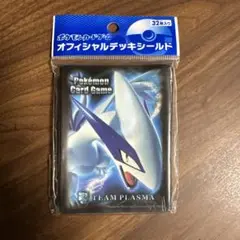 ポケモンカードゲーム
オフィシャルデッキシールド
32枚入り
Pokémon
Card Game
TEAM PLASMA